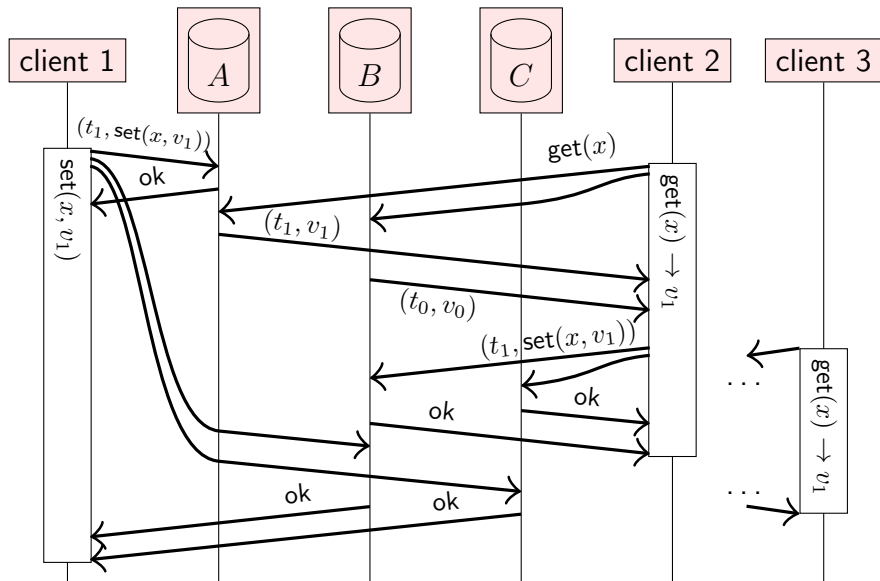 client 1
A
B
C
client 2
client 3
(t₁, set(x, v₁))
ok
set(x, v₁)
get(x)
get(x) → v₁
(t₁, v₁)
(t₀, v₀)
(t₁, set(x, v₁))
ok
ok
...
get(x) → v₁
...
ok
ok